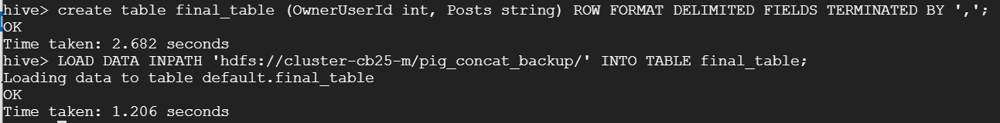 hive> create table final_table (OwnerUserId int, Posts string) ROW FORMAT DELIMITED FIELDS TERMINATED BY ',';
OK
Time taken: 2.682 seconds
hive> LOAD DATA INPATH 'hdfs://cluster-cb25-m/pig_concat_backup/' INTO TABLE final_table;
Loading data to table default.final_table
OK
Time taken: 1.206 seconds